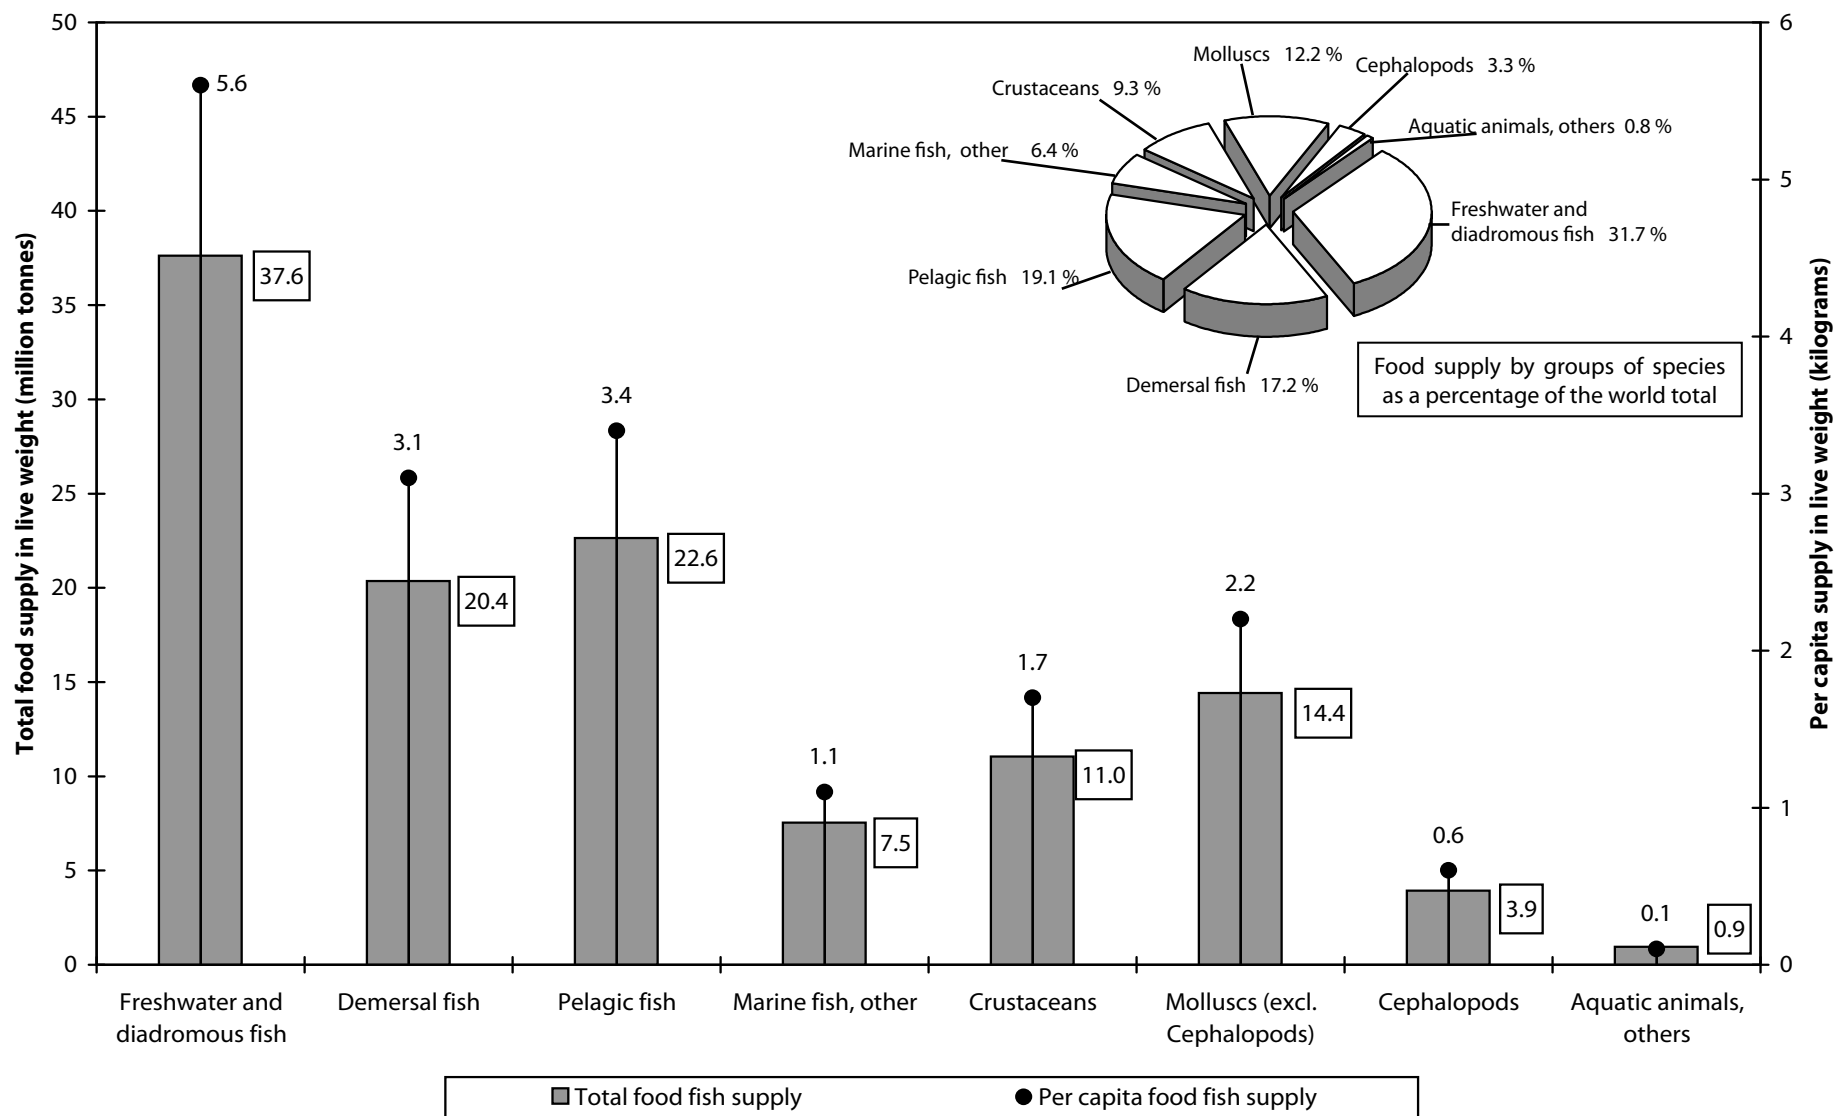 50
45
40
35
30
25
20
15
10
5
0
Total food supply in live weight (million tones)
6
5
4
3
2
1
0
Per capita supply in live weight (kilograms)
Molluscs 12.2 %
Cephalopods 3.3 %
Crustaceans 9.3 %
Aquatic animals, others 0.8 %
Marine fish, other 6.4 %
Freshwater and
diadromous fish 31.7 %
Pelagic fish 19.1 %
Demersal fish 17.2 %
Food supply by groups of species
as a percentage of the world total
5.6
37.6
3.1
20.4
3.4
22.6
1.1
7.5
1.7
11.0
2.2
14.4
0.6
3.9
0.1
0.9
Freshwater and
diadromous fish
Demersal fish
Pelagic fish
Marine fish, other
Crustaceans
Molluscs (excl.
Cephalopods)
Cephalopods
Aquatic animals,
others
Total food fish supply
Per capita food fish supply